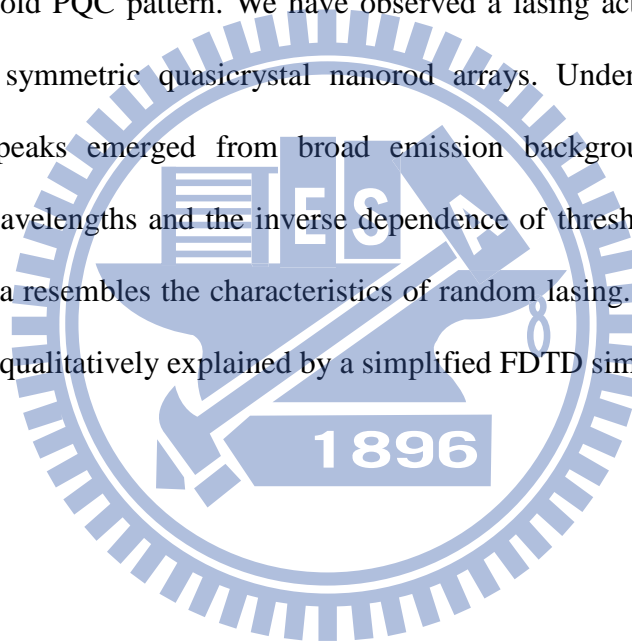 old PQC pattern. We have observed a lasing ac
symmetric quasicrystal nanorod arrays. Under
peaks emerged from broad emission backgrou
avelengths and the inverse dependence of thresh
a resembles the characteristics of random lasing.
qualitatively explained by a simplified FDTD sim
E S A
1896